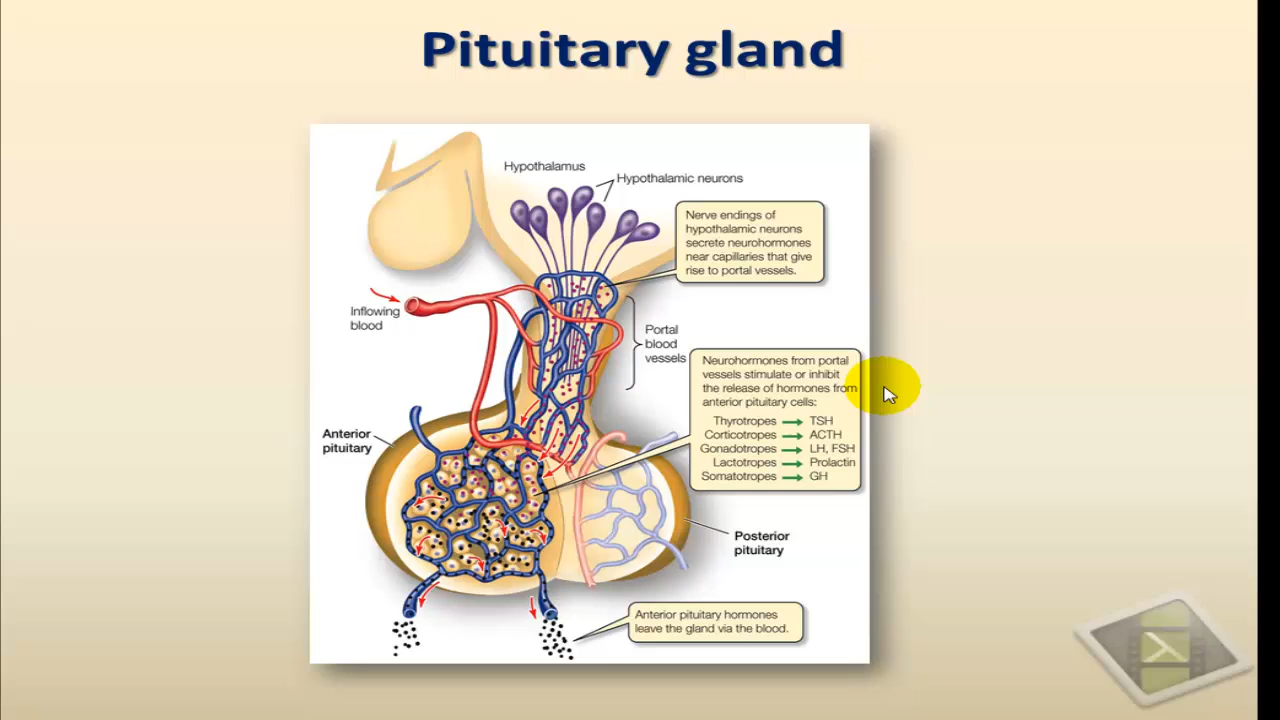 Pituitary gland
Hypothalamus
Hypothalamic neurons
Nerve endings of
hypothalamic neurons
secrete neurohormones
near capillaries that give
rise to portal vessels.
Inflowing
blood
Portal
blood
vessels
Neurohormones from portal
vessels stimulate or inhibit
the release of hormones from
anterior pituitary cells:
Thyrotropes → TSH
Corticotropes → ACTH
Gonadotropes → LH, FSH
Lactotropes → Prolactin
Somatotropes → GH
Anterior
pituitary
Posterior
pituitary
Anterior pituitary hormones
leave the gland via the blood.